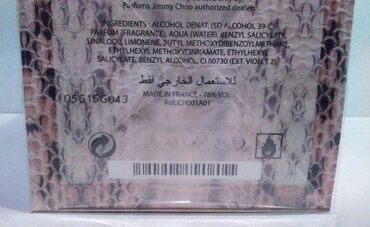 Parfums Jimmy Choo authorized dealers.
INGREDIENTS : ALCOHOL DENAT. (SD ALCOHOL 39-C),
PARFUM (FRAGRANCE), AQUA (WATER), BENZYL SALICYLATE,
LINALOOL, LIMONENE, BUTYL METHOXYDIBENZOYLMETHANE,
ETHYLHEXYL METHOXYCINNAMATE, ETHYLHEXYL
SALICYLATE, BENZYL ALCOHOL, CI 60730 (EXT. VIOLET 2).
للاستعمال الخارجي فقط
MADE IN FRANCE - 78% VOL
Réf: CH001A01
105G15G043